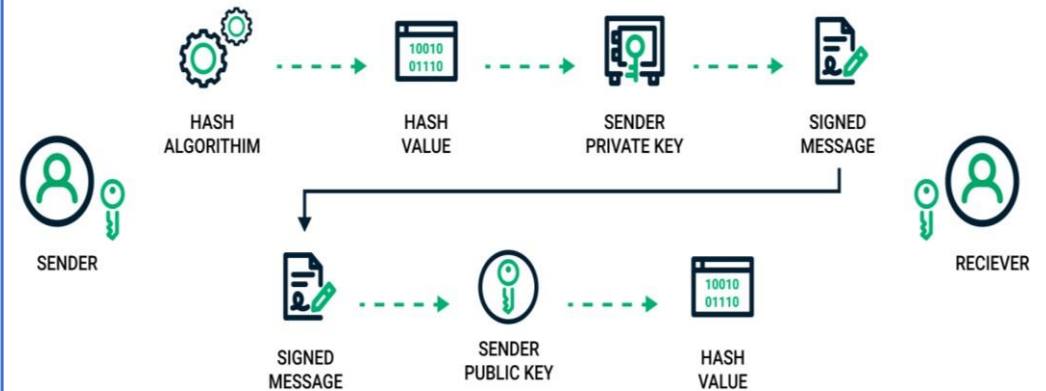 10010
01110
HASH
ALGORITHIM
HASH
VALUE
SENDER
PRIVATE KEY
SIGNED
MESSAGE
SENDER
RECIEVER
10010
01110
SIGNED
MESSAGE
SENDER
PUBLIC KEY
HASH
VALUE